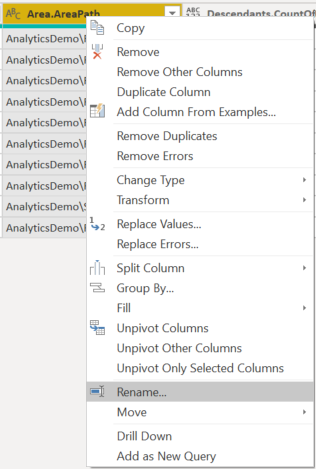 ABC Area.AreaPath
ABC 123 Descendants.CountOf
Copy
AnalyticsDemo\
Remove
AnalyticsDemo\
Remove Other Columns
AnalyticsDemo\
Duplicate Column
AnalyticsDemo\
Add Column From Examples...
AnalyticsDemo\
Remove Duplicates
AnalyticsDemo\
Remove Errors
AnalyticsDemo\
Change Type
AnalyticsDemo\
Transform
AnalyticsDemo\
Replace Values...
AnalyticsDemo\
Replace Errors...
Split Column
Group By...
Fill
Unpivot Columns
Unpivot Other Columns
Unpivot Only Selected Columns
Rename...
Move
Drill Down
Add as New Query